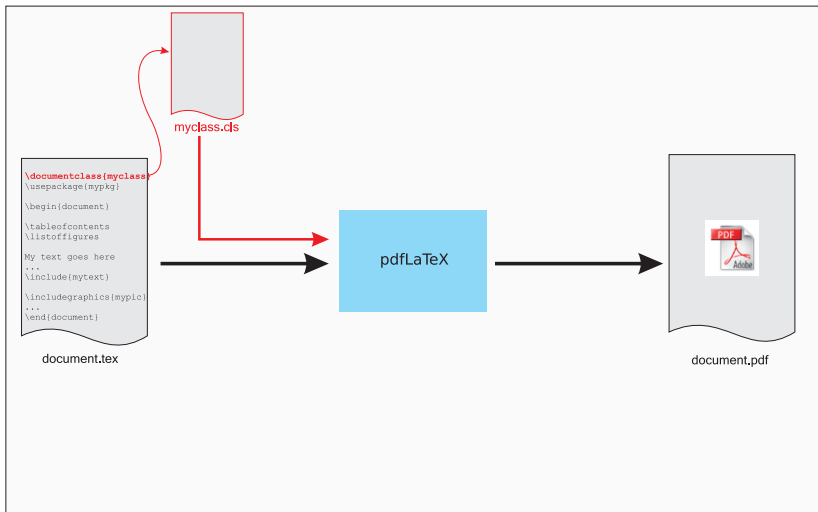 myclass.cls
\documentclass{myclass}
\usepackage{mypkg}
\begin{document}
\tableofcontents
\listoffigures
My text goes here
...
\include{mytext}
\includegraphics{mypic}
...
\end{document}
document.tex
pdfLaTeX
PDF
Adobe
document.pdf